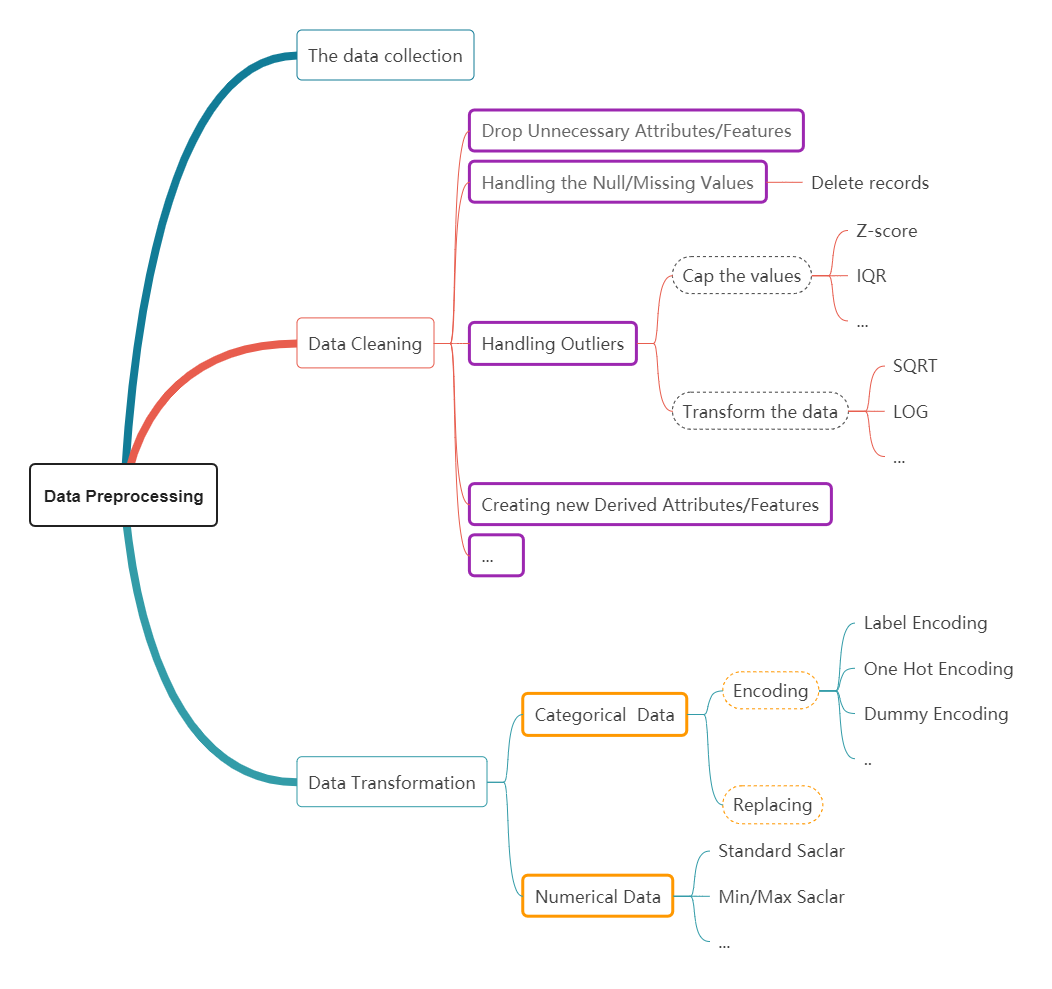 The data collection
Drop Unnecessary Attributes/Features
Handling the Null/Missing Values
Delete records
Z-score
Cap the values
IQR
...
Data Cleaning
Handling Outliers
SQRT
Transform the data
LOG
...
Data Preprocessing
Creating new Derived Attributes/Features
...
Label Encoding
One Hot Encoding
Encoding
Categorical  Data
Dummy Encoding
..
Data Transformation
Replacing
Standard Saclar
Numerical Data
Min/Max Saclar
...